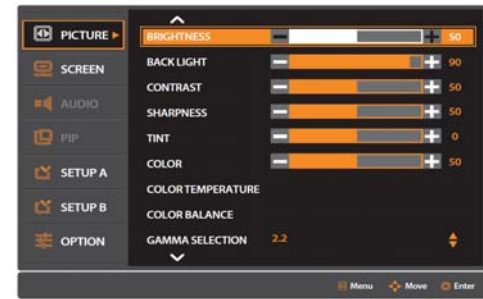 PICTURE
SCREEN
AUDIO
PIP
SETUP A
SETUP B
OPTION
BRIGHTNESS 50
BACK LIGHT 90
CONTRAST 50
SHARPNESS 50
TINT 0
COLOR 50
COLOR TEMPERATURE
COLOR BALANCE
GAMMA SELECTION 2.2
Menu Move Enter